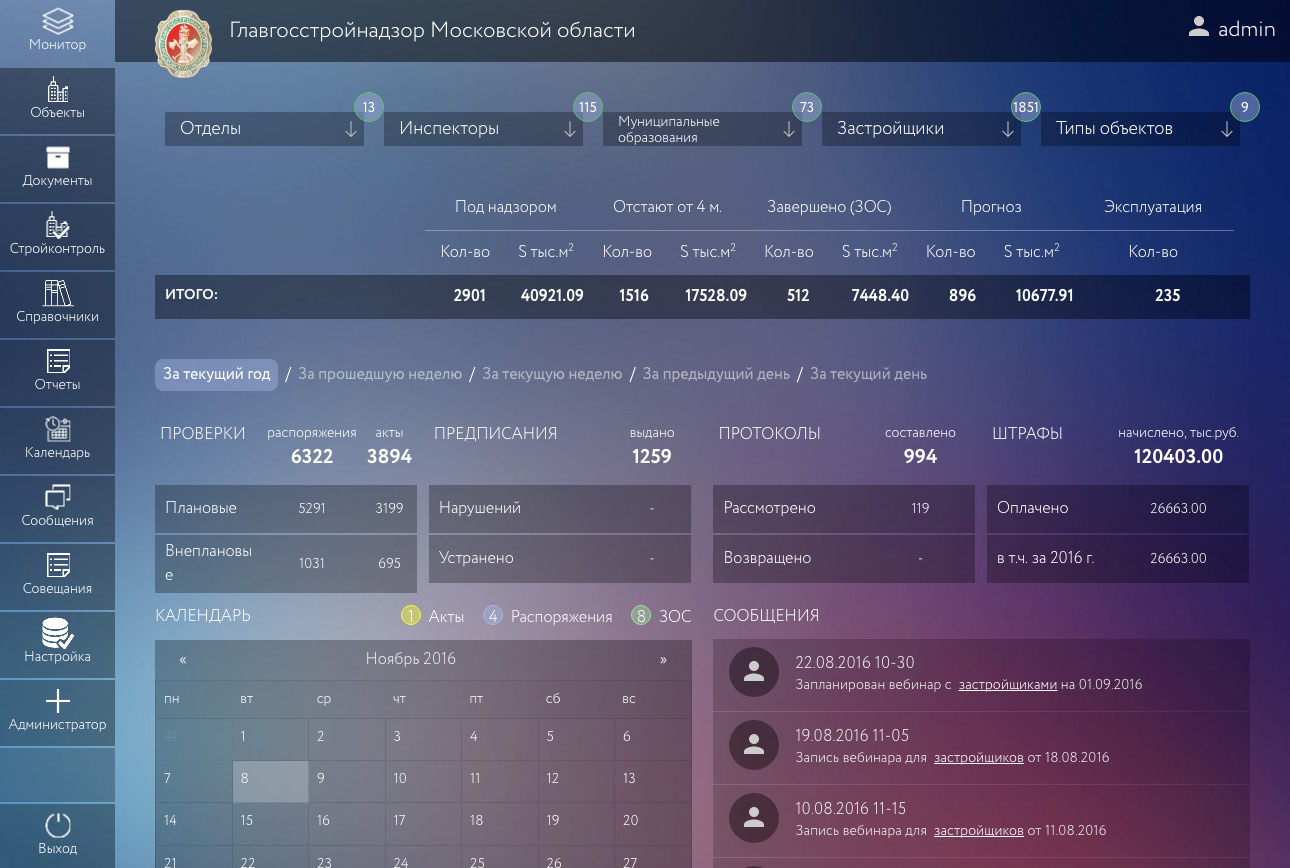 Монитор
Объекты
Документы
Стройконтроль
Справочники
Отчеты
Календарь
Сообщения
Совещания
Настройка
Администратор
Выход
Главгосстройнадзор Московской области
admin
Отделы 13
Инспекторы 115
Муниципальные образования 73
Застройщики 1851
Типы объектов 9
Под надзором Отстают от 4 м. Завершено (ЗОС) Прогноз Эксплуатация
Кол-во S тыс.м² Кол-во S тыс.м² Кол-во S тыс.м² Кол-во S тыс.м² Кол-во
ИТОГО: 2901 40921.09 1516 17528.09 512 7448.40 896 10677.91 235
За текущий год / За прошедшую неделю / За текущую неделю / За предыдущий день / За текущий день
ПРОВЕРКИ распоряжения акты
6322 3894
Плановые 5291 3199
Внеплановы
е 1031 695
ПРЕДПИСАНИЯ выдано
1259
Нарушений -
Устранено -
ПРОТОКОЛЫ составлено
994
Рассмотрено 119
Возвращено -
ШТРАФЫ начислено, тыс.руб.
120403.00
Оплачено 26663.00
в т.ч. за 2016 г. 26663.00
КАЛЕНДАРЬ 1 Акты 4 Распоряжения 8 ЗОС
« Ноябрь 2016 »
пн вт ср чт пт сб вс
31 1 2 3 4 5 6
7 8 9 10 11 12 13
14 15 16 17 18 19 20
21 22 23 24 25 26 27
СООБЩЕНИЯ
22.08.2016 10-30
Запланирован вебинар с застройщиками на 01.09.2016
19.08.2016 11-05
Запись вебинара для застройщиков от 18.08.2016
10.08.2016 11-15
Запись вебинара для застройщиков от 11.08.2016